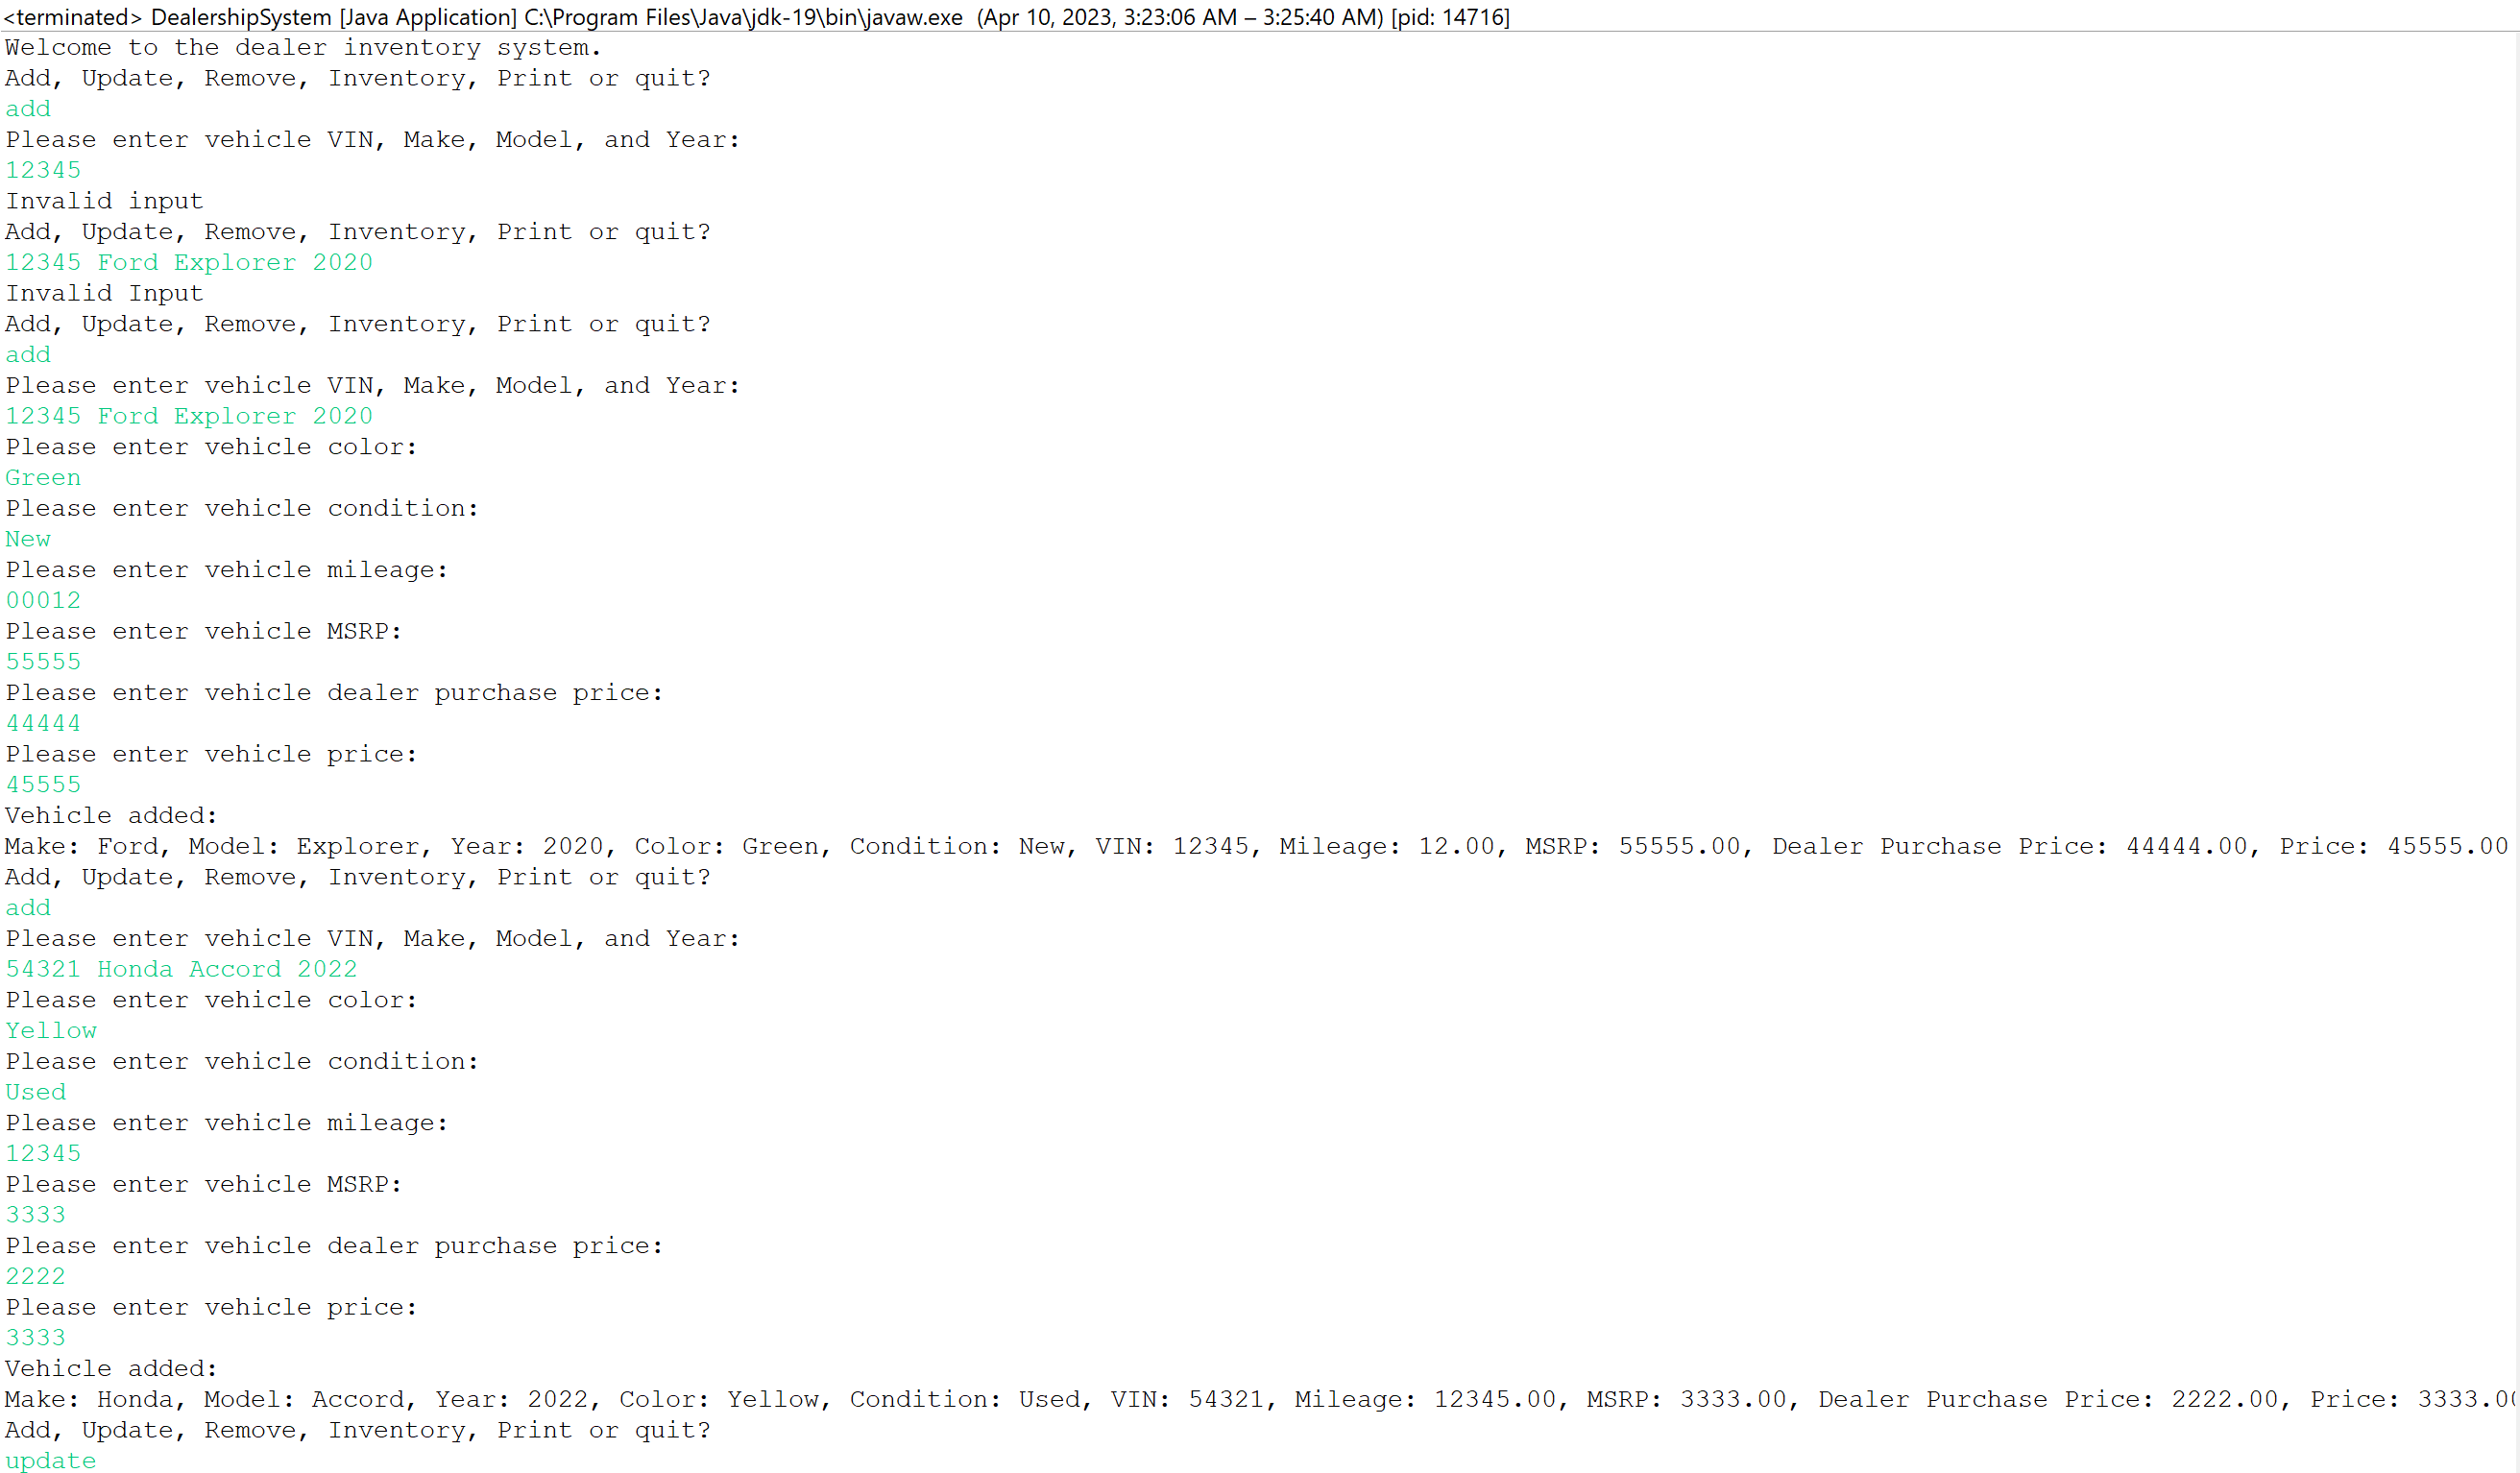 <terminated> DealershipSystem [Java Application] C:\Program Files\Java\jdk-19\bin\javaw.exe (Apr 10, 2023, 3:23:06 AM – 3:25:40 AM) [pid: 14716]
Welcome to the dealer inventory system.
Add, Update, Remove, Inventory, Print or quit?
add
Please enter vehicle VIN, Make, Model, and Year:
12345
Invalid input
Add, Update, Remove, Inventory, Print or quit?
12345 Ford Explorer 2020
Invalid Input
Add, Update, Remove, Inventory, Print or quit?
add
Please enter vehicle VIN, Make, Model, and Year:
12345 Ford Explorer 2020
Please enter vehicle color:
Green
Please enter vehicle condition:
New
Please enter vehicle mileage:
00012
Please enter vehicle MSRP:
55555
Please enter vehicle dealer purchase price:
44444
Please enter vehicle price:
45555
Vehicle added:
Make: Ford, Model: Explorer, Year: 2020, Color: Green, Condition: New, VIN: 12345, Mileage: 12.00, MSRP: 55555.00, Dealer Purchase Price: 44444.00, Price: 45555.00
Add, Update, Remove, Inventory, Print or quit?
add
Please enter vehicle VIN, Make, Model, and Year:
54321 Honda Accord 2022
Please enter vehicle color:
Yellow
Please enter vehicle condition:
Used
Please enter vehicle mileage:
12345
Please enter vehicle MSRP:
3333
Please enter vehicle dealer purchase price:
2222
Please enter vehicle price:
3333
Vehicle added:
Make: Honda, Model: Accord, Year: 2022, Color: Yellow, Condition: Used, VIN: 54321, Mileage: 12345.00, MSRP: 3333.00, Dealer Purchase Price: 2222.00, Price: 3333.00
Add, Update, Remove, Inventory, Print or quit?
update